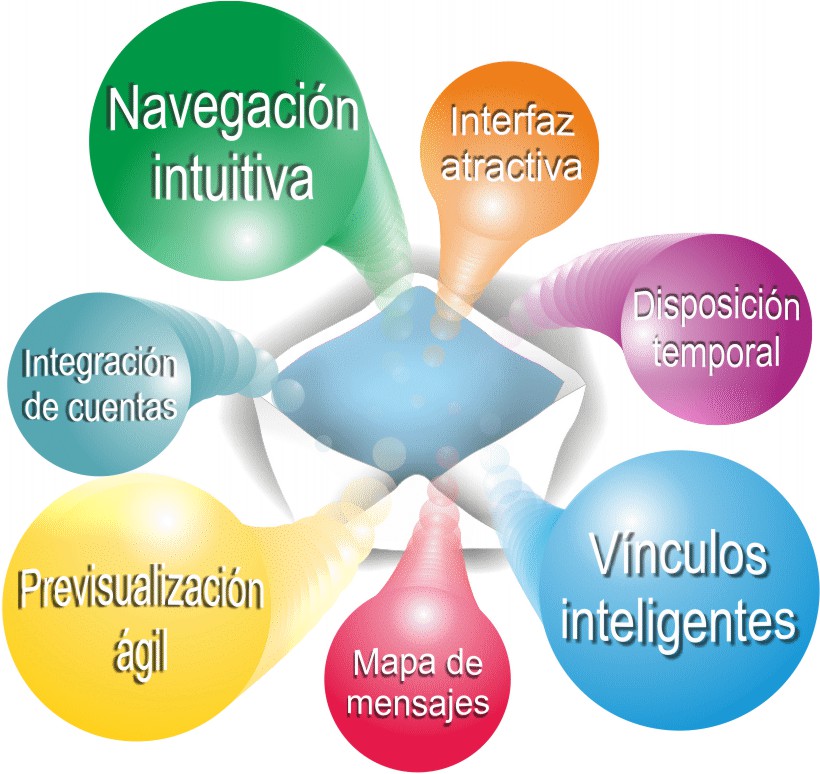 Navegación
intuitiva
Interfaz
atractiva
Disposición
temporal
Integración
de cuentas
Vínculos
inteligentes
Previsualización
ágil
Mapa de
mensajes